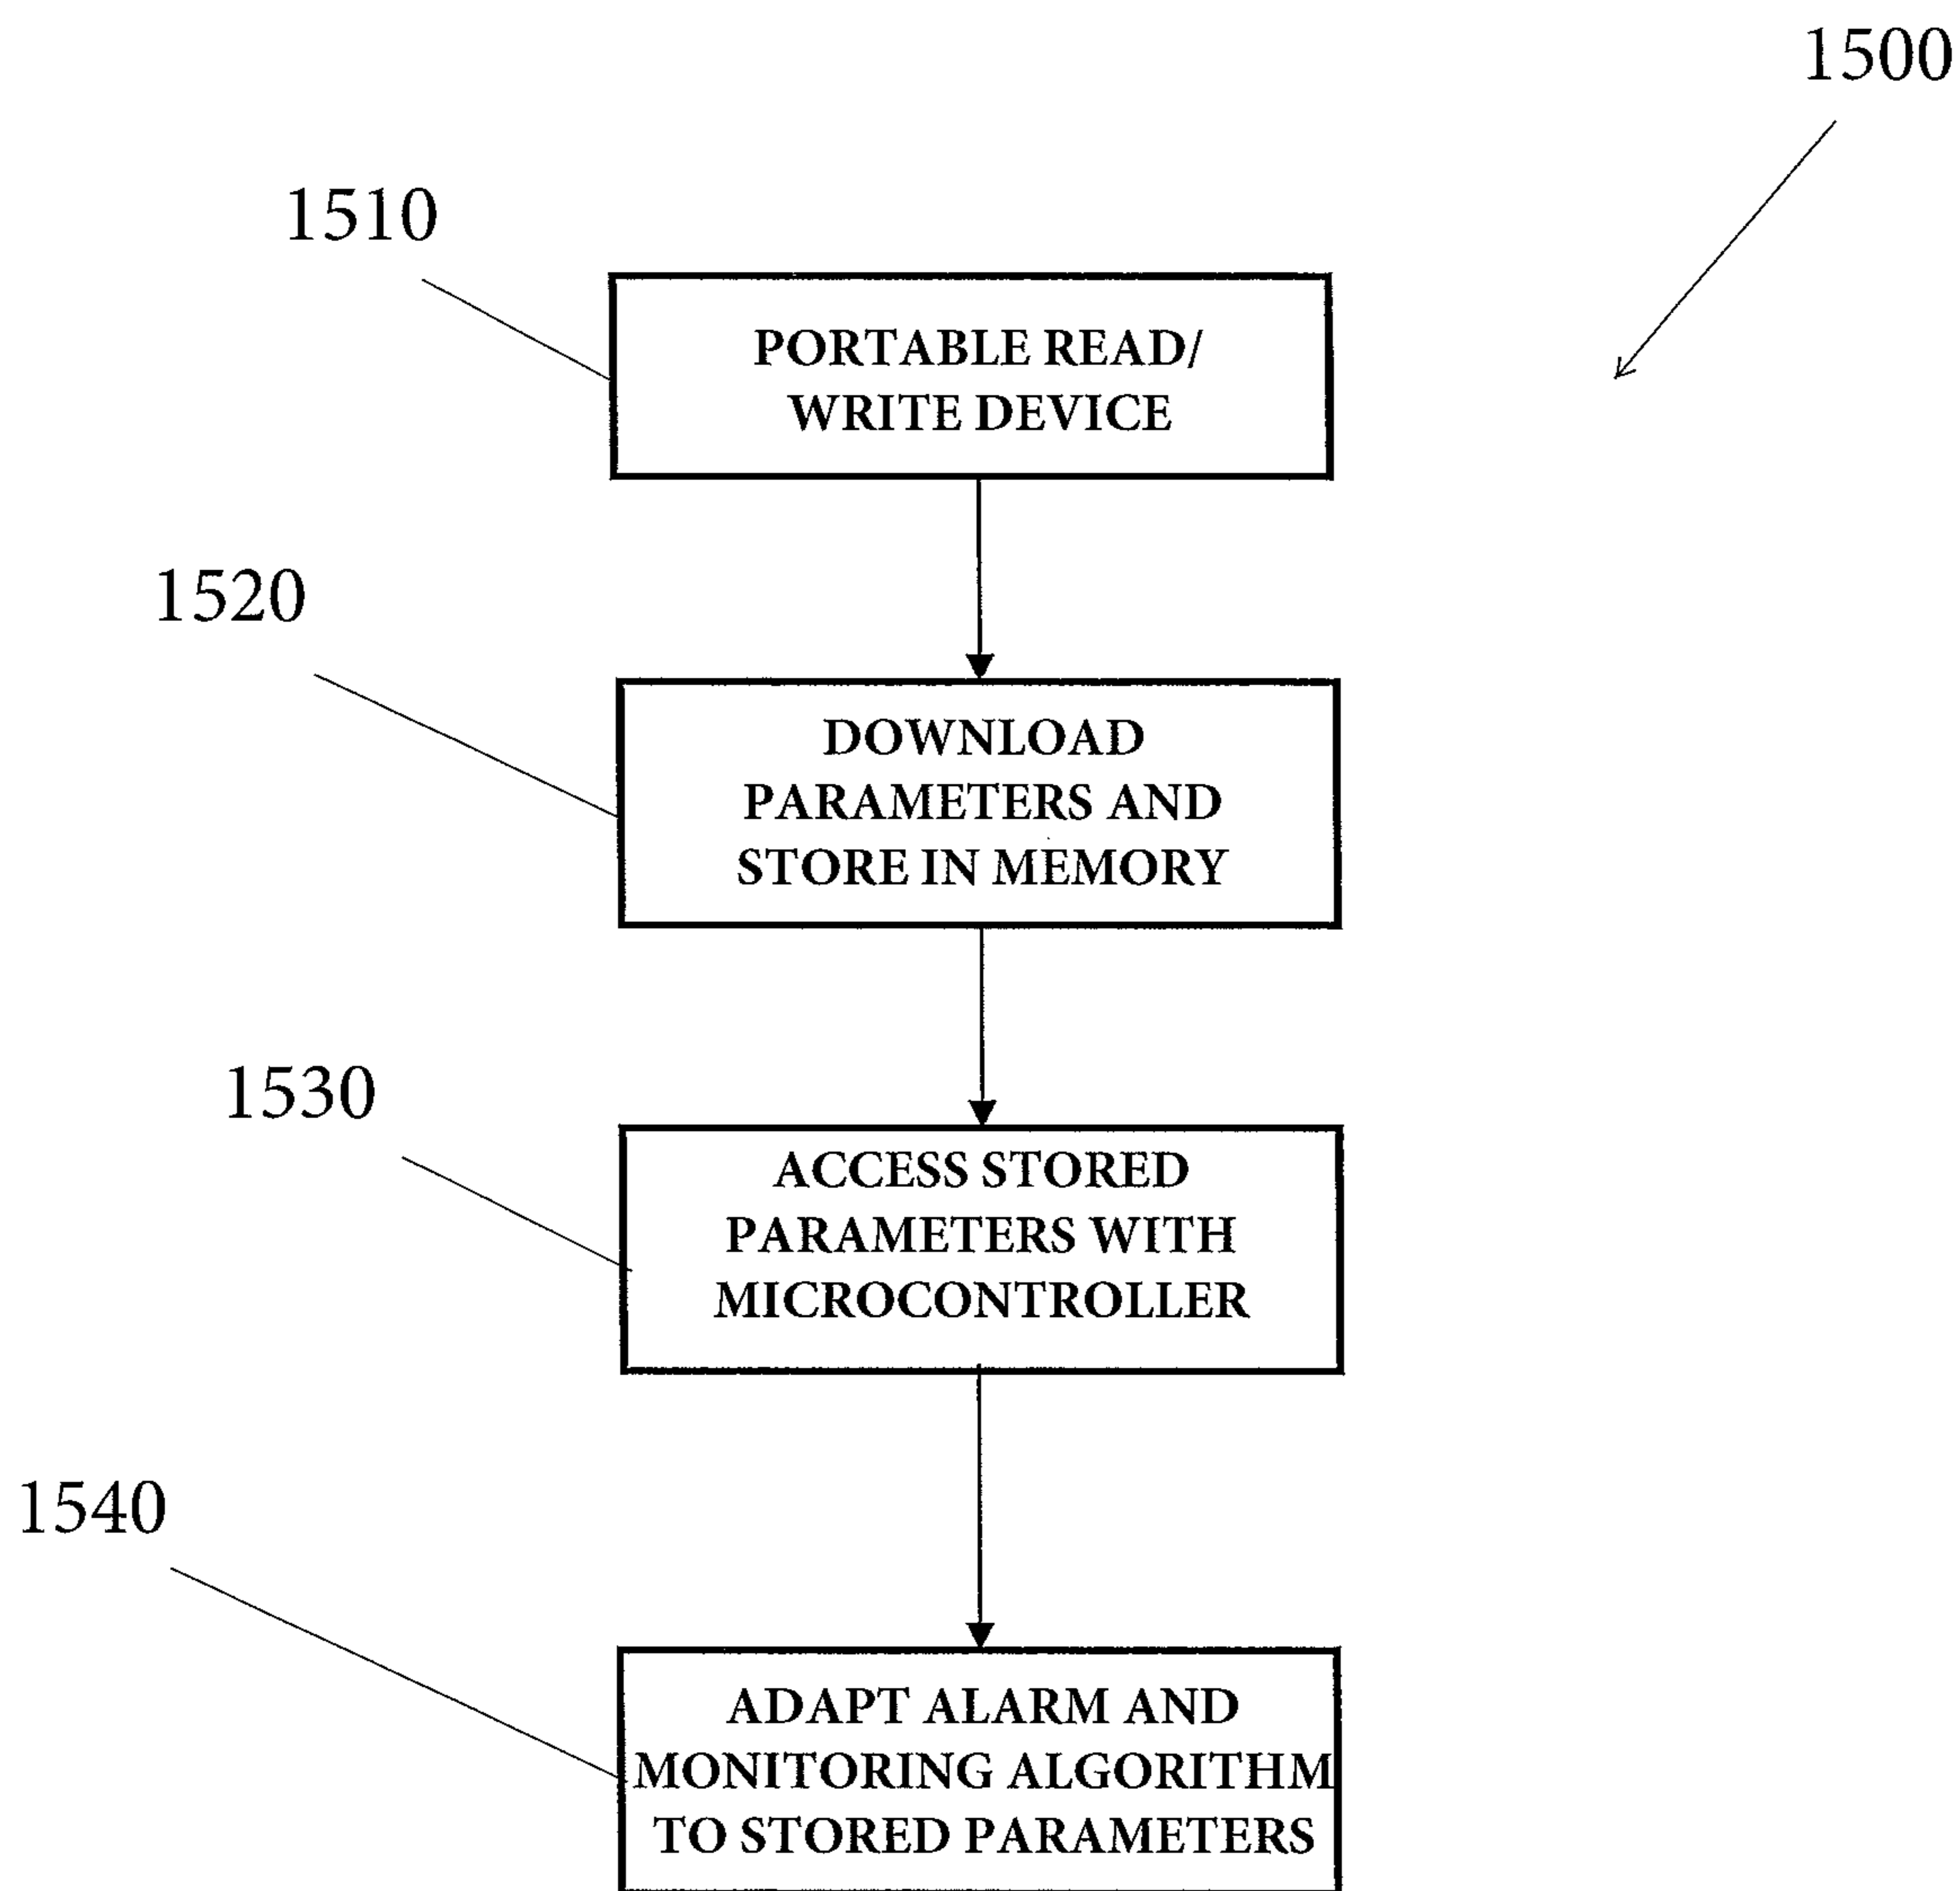 1500
1510
PORTABLE READ/
WRITE DEVICE
1520
DOWNLOAD
PARAMETERS AND
STORE IN MEMORY
1530
ACCESS STORED
PARAMETERS WITH
MICROCONTROLLER
1540
ADAPT ALARM AND
MONITORING ALGORITHM
TO STORED PARAMETERS